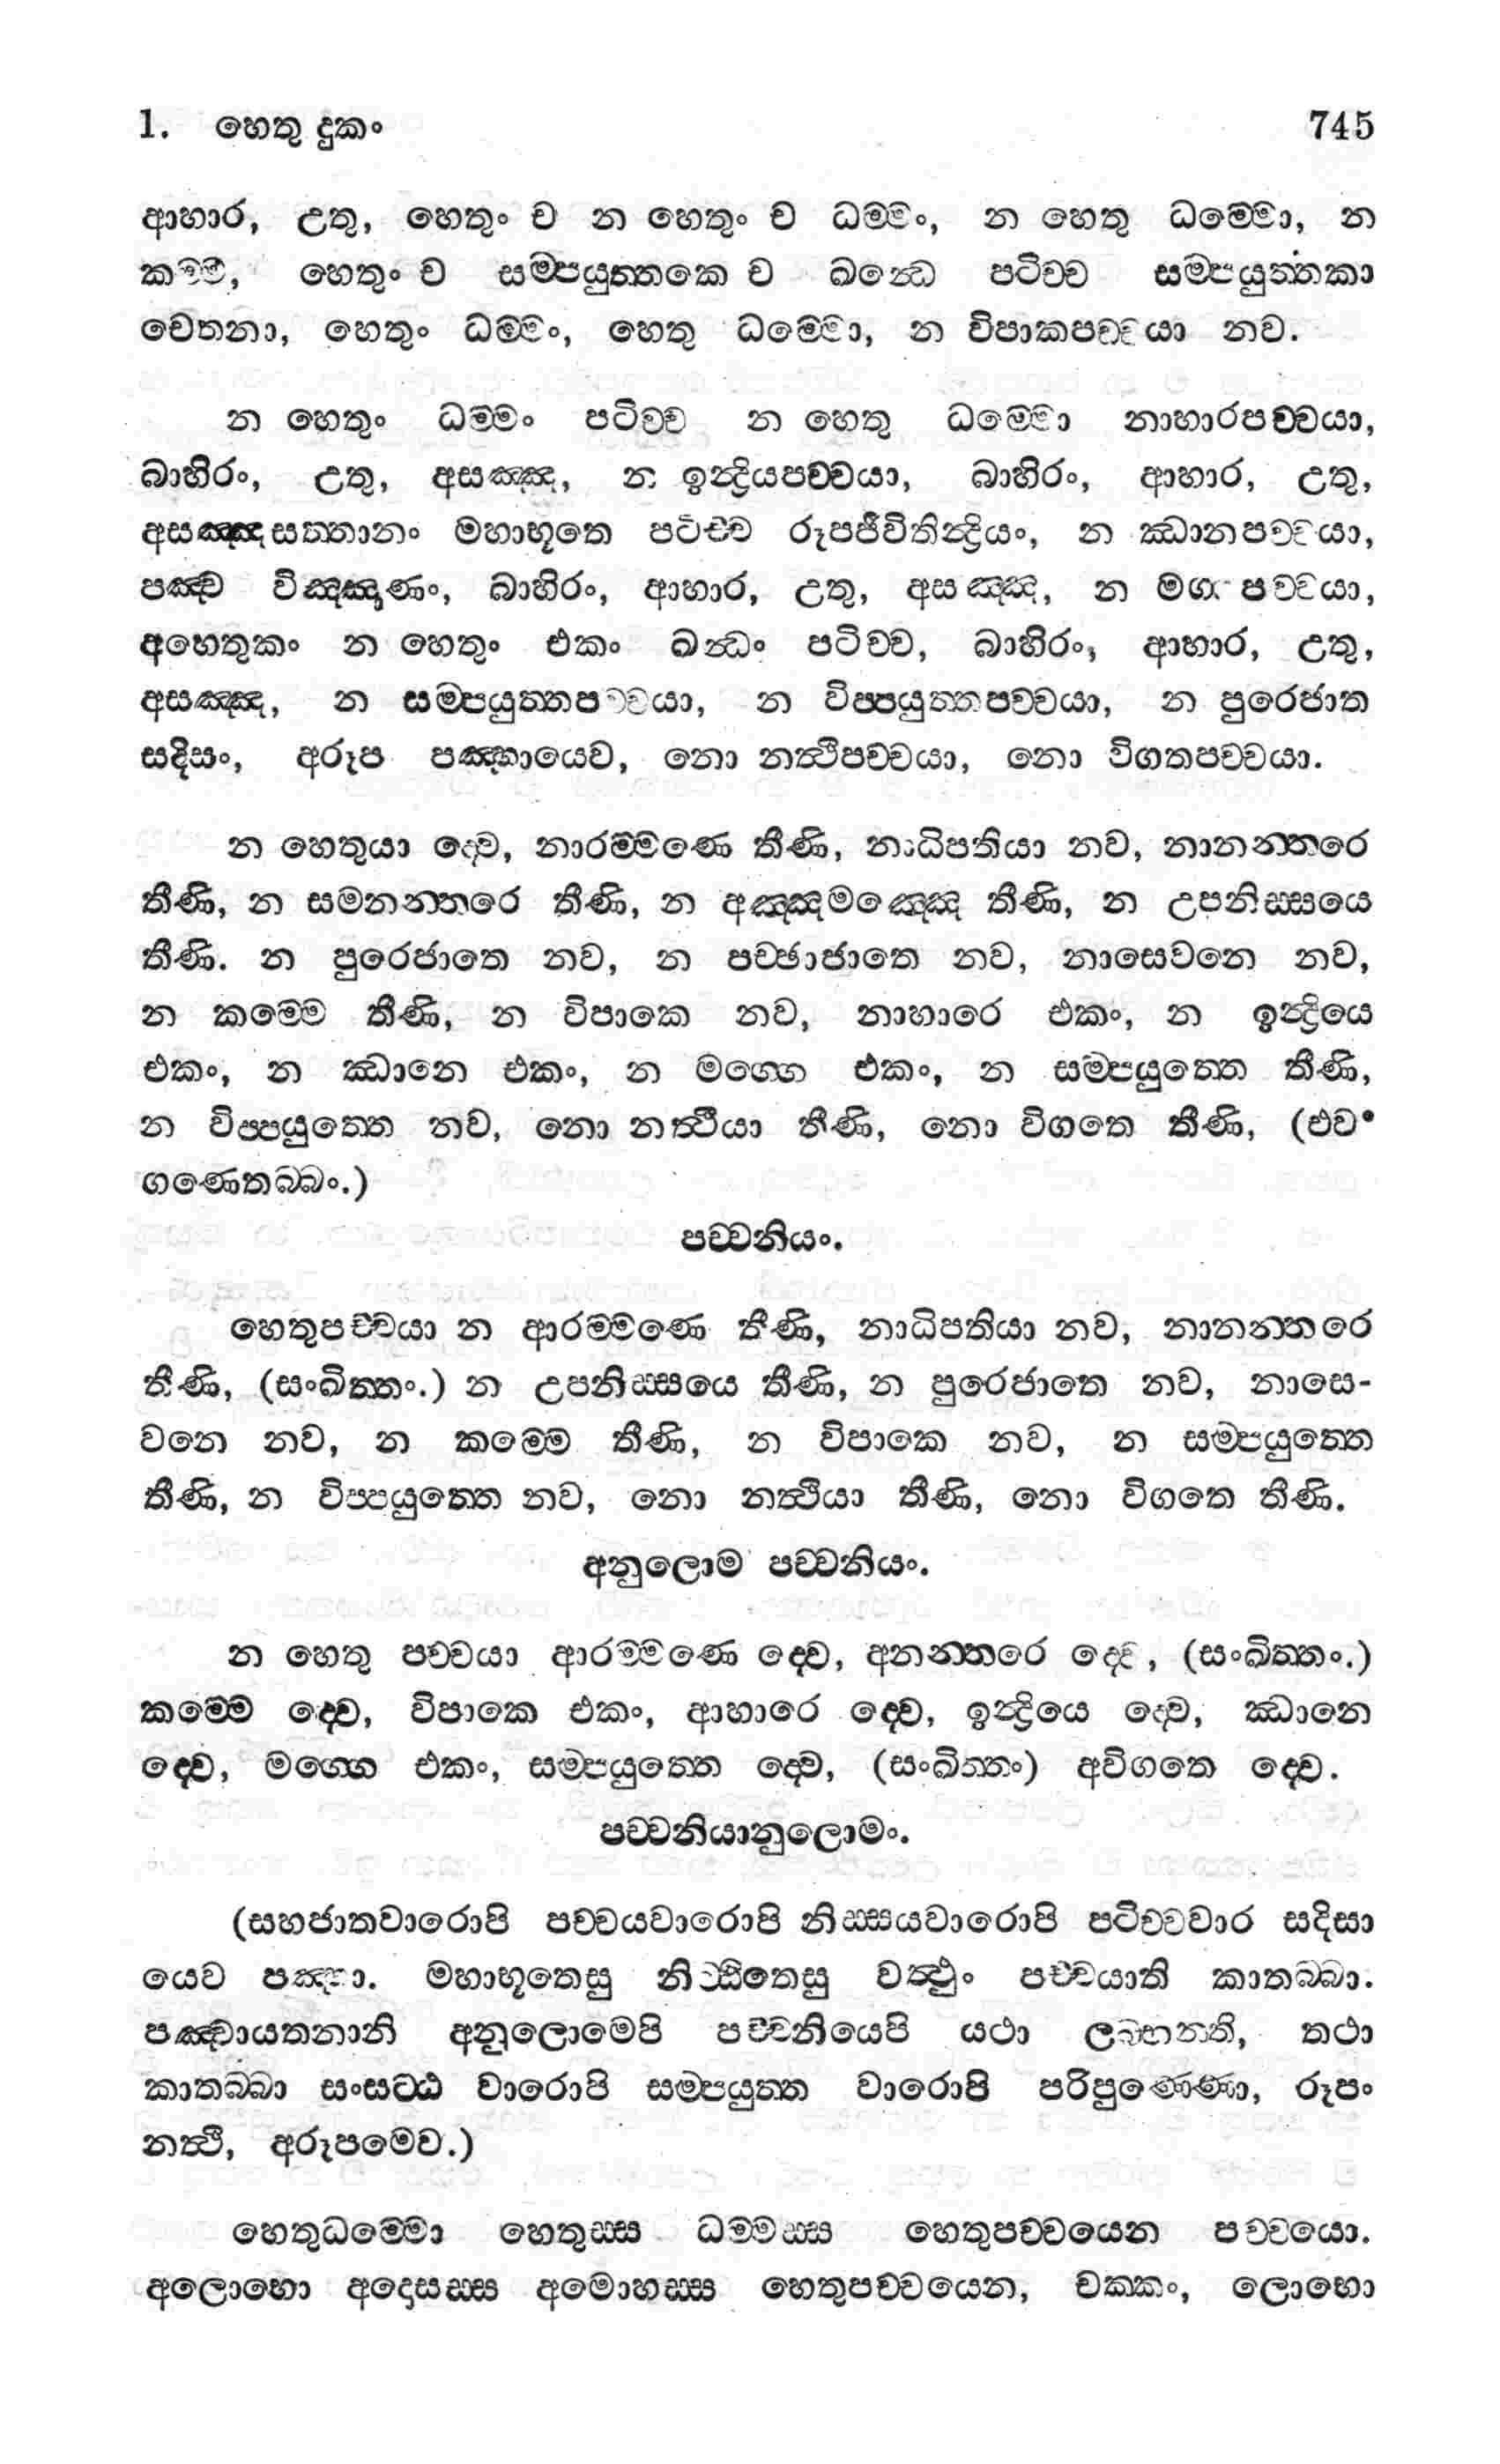 1. හෙතු දුකං 745
ආහාර, උතු, හෙතුං ච න හෙතුං ච ධම්මං, න හෙතු ධම්මො, න
කම්ම, හෙතුං ච සම්පයුත්තකෙ ච ඛන්ධෙ පටිච්ච සම්පයුත්තකා
චෙතනා, හෙතුං ධම්මං, හෙතු ධම්මො, න විපාකපච්චයා නව.
න හෙතුං ධම්මං පටිච්ච න හෙතු ධම්මො නාහාරපච්චයා,
බාහිරං, උතු, අසඤ්ඤ, න ඉන්ද්‍රියපච්චයා, බාහිරං, ආහාර, උතු,
අසඤ්ඤසත්තානං මහාභූතෙ පටිච්ච රූපජීවිතින්ද්‍රියං, න ඣානපච්චයා,
පඤ්ච විඤ්ඤාණං, බාහිරං, ආහාර, උතු, අසඤ්ඤ, න මග්ගපච්චයා,
අහෙතුකං න හෙතුං එකං ඛන්ධං පටිච්ච, බාහිරං, ආහාර, උතු,
අසඤ්ඤ, න සම්පයුත්තපච්චයා, න විප්පයුත්තපච්චයා, න පුරෙජාත
සදිසං, අරූප පඤ්හායෙව, නො නත්ථිපච්චයා, නො විගතපච්චයා.
න හෙතුයා ද්වෙ, නාරම්මණෙ තීණි, නාධිපතියා නව, නානන්තරෙ
තීණි, න සමනන්තරෙ තීණි, න අඤ්ඤමඤ්ඤෙ තීණි, න උපනිස්සයෙ
තීණි. න පුරෙජාතෙ නව, න පච්ඡාජාතෙ නව, නාසෙවනෙ නව,
න කම්මෙ තීණි, න විපාකෙ නව, නාහාරෙ එකං, න ඉන්ද්‍රියෙ
එකං, න ඣානෙ එකං, න මග්ගෙ එකං, න සම්පයුත්තෙ තීණි,
න විප්පයුත්තෙ නව, නො නත්ථියා තීණි, නො විගතෙ තීණි, (එවං
ගණෙතබ්බං.)
පච්චනියං.
හෙතුපච්චයා න ආරම්මණෙ තීණි, නාධිපතියා නව, නානන්තරෙ
තීණි, (සංඛිත්තං.) න උපනිස්සයෙ තීණි, න පුරෙජාතෙ නව, නාසෙ-
වනෙ නව, න කම්මෙ තීණි, න විපාකෙ නව, න සම්පයුත්තෙ
තීණි, න විප්පයුත්තෙ නව, නො නත්ථියා තීණි, නො විගතෙ තීණි.
අනුලොම පච්චනියං.
න හෙතු පච්චයා ආරම්මණෙ ද්වෙ, අනන්තරෙ ද්වෙ, (සංඛිත්තං.)
කම්මෙ ද්වෙ, විපාකෙ එකං, ආහාරෙ ද්වෙ, ඉන්ද්‍රියෙ ද්වෙ, ඣානෙ
ද්වෙ, මග්ගෙ එකං, සම්පයුත්තෙ ද්වෙ, (සංඛිත්තං) අවිගතෙ ද්වෙ.
පච්චනියානුලොමං.
(සහජාතවාරොපි පච්චයවාරොපි නිස්සයවාරොපි පටිච්චවාර සදිසා
යෙව පඤ්හා. මහාභූතෙසු නිට්ඨිතෙසු වත්ථුං පච්චයාති කාතබ්බා.
පඤ්චායතනානි අනුලොමෙපි පච්චනියෙපි යථා ලබ්භන්ති, තථා
කාතබ්බා සංසට්ඨ වාරොපි සම්පයුත්ත වාරොපි පරිපුණ්ණො, රූපං
නත්ථි, අරූපමෙව.)
හෙතුධම්මො හෙතුස්ස ධම්මස්ස හෙතුපච්චයෙන පච්චයො.
අලොභො අදොසස්ස අමොහස්ස හෙතුපච්චයෙන, චක්කං, ලොභො